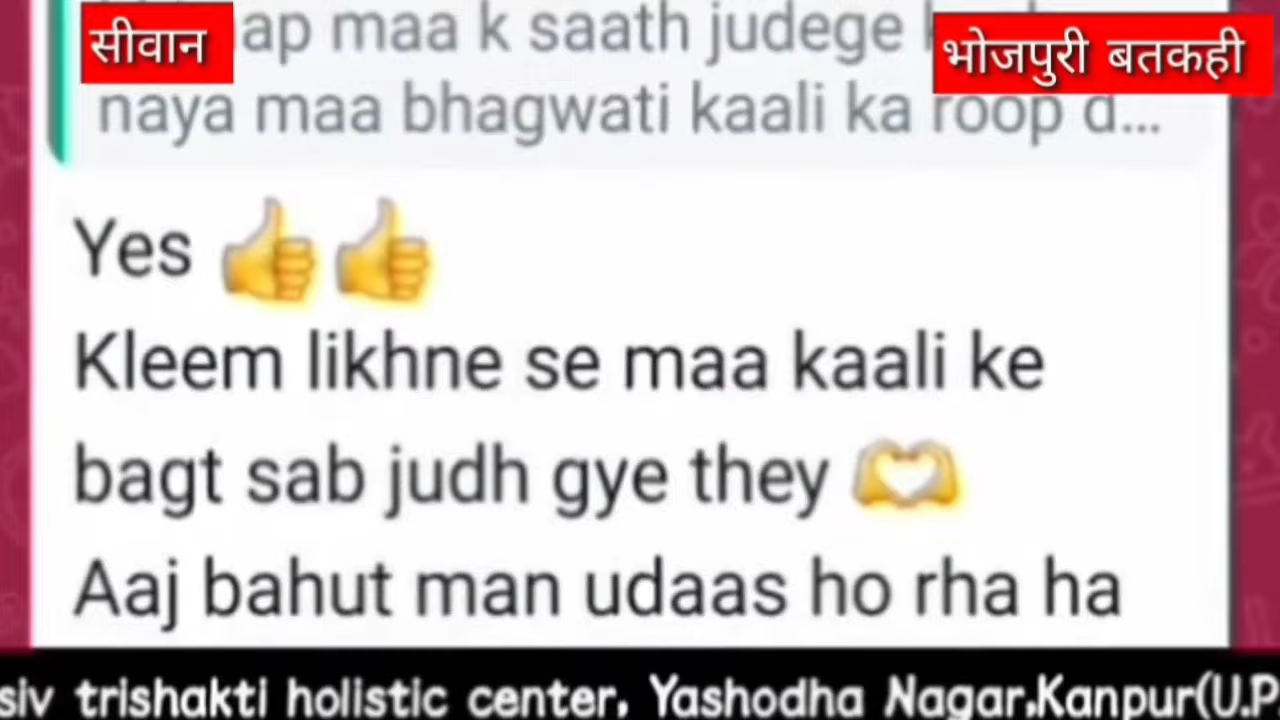 सीवान
भोजपुरी बतकही
ap maa k saath judege
naya maa bhagwati kaali ka roop d...
Yes 👍👍
Kleem likhne se maa kaali ke
bagt sab judh gye they 🫶
Aaj bahut man udaas ho rha ha
siv trishakti holistic center, Yashodha Nagar,Kanpur(U.P.